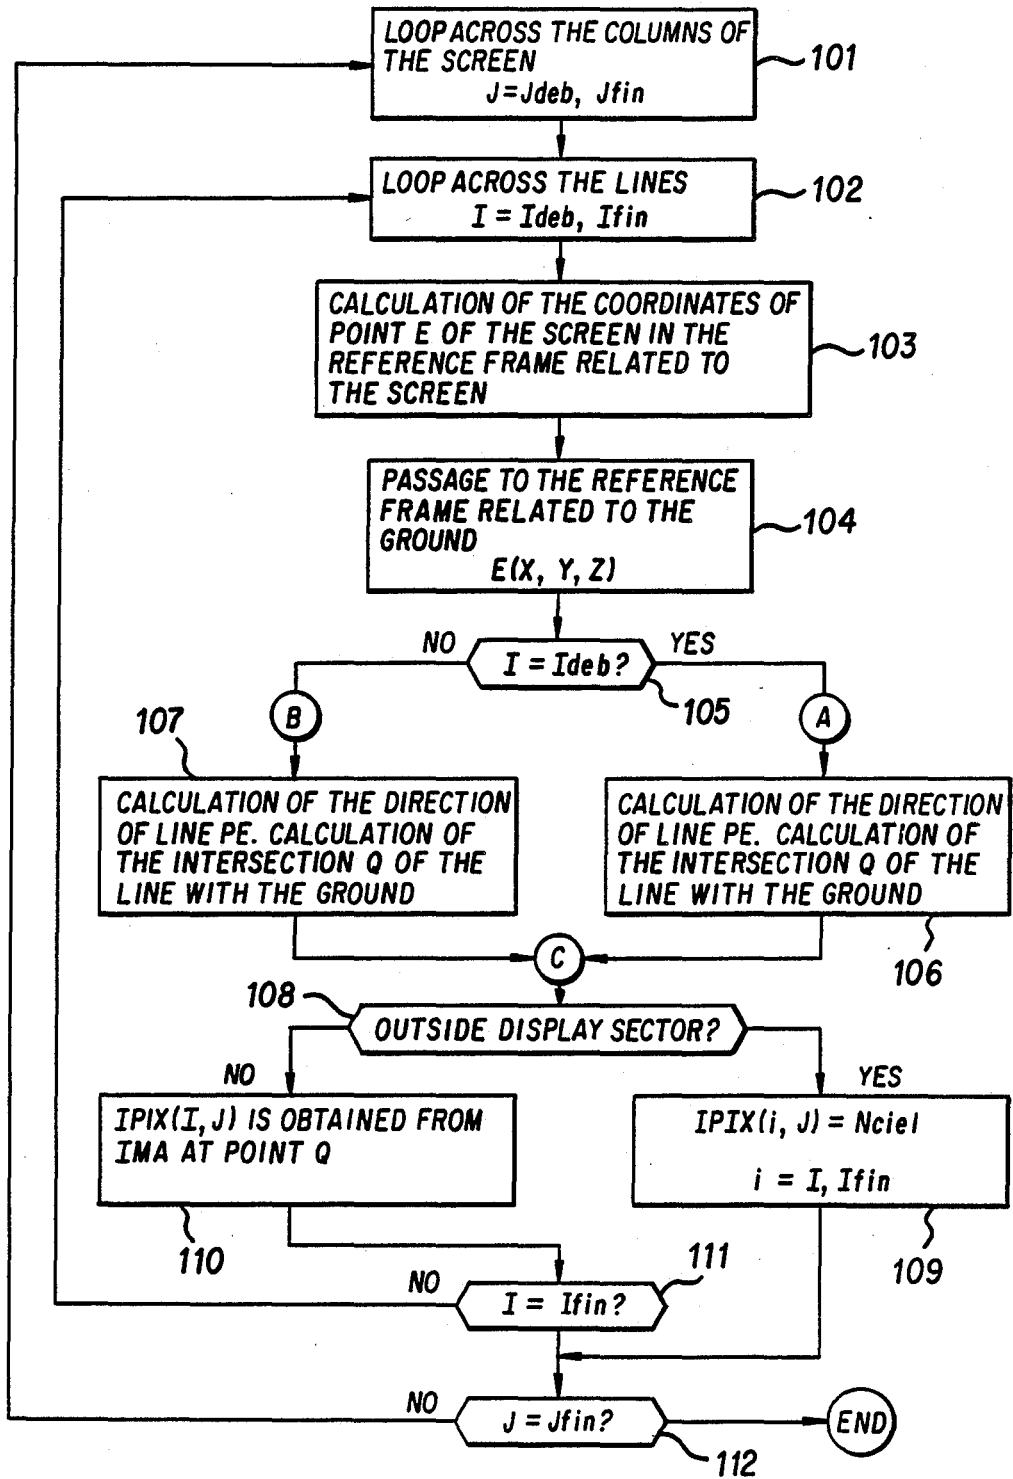 LOOP ACROSS THE COLUMNS OF
THE SCREEN
J=Jdeb, Jfin
101
LOOP ACROSS THE LINES
I = Ideb, Ifin
102
CALCULATION OF THE COORDINATES OF
POINT E OF THE SCREEN IN THE
REFERENCE FRAME RELATED TO
THE SCREEN
103
PASSAGE TO THE REFERENCE
FRAME RELATED TO THE
GROUND
E(X, Y, Z)
104
NO
I = Ideb?
YES
105
107
B
A
CALCULATION OF THE DIRECTION
OF LINE PE. CALCULATION OF
THE INTERSECTION Q OF THE
LINE WITH THE GROUND
CALCULATION OF THE DIRECTION
OF LINE PE. CALCULATION OF
THE INTERSECTION Q OF THE
LINE WITH THE GROUND
C
106
108
OUTSIDE DISPLAY SECTOR?
NO
YES
IPIX(I,J) IS OBTAINED FROM
IMA AT POINT Q
IPIX(i, J) = Nciel
i = I, Ifin
110
109
111
NO
I = Ifin?
NO
J = Jfin?
END
112